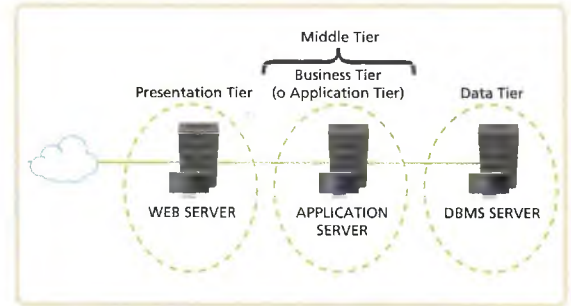 Middle Tier
Presentation Tier
Business Tier
(o Application Tier)
Data Tier
WEB SERVER
APPLICATION
SERVER
DBMS SERVER